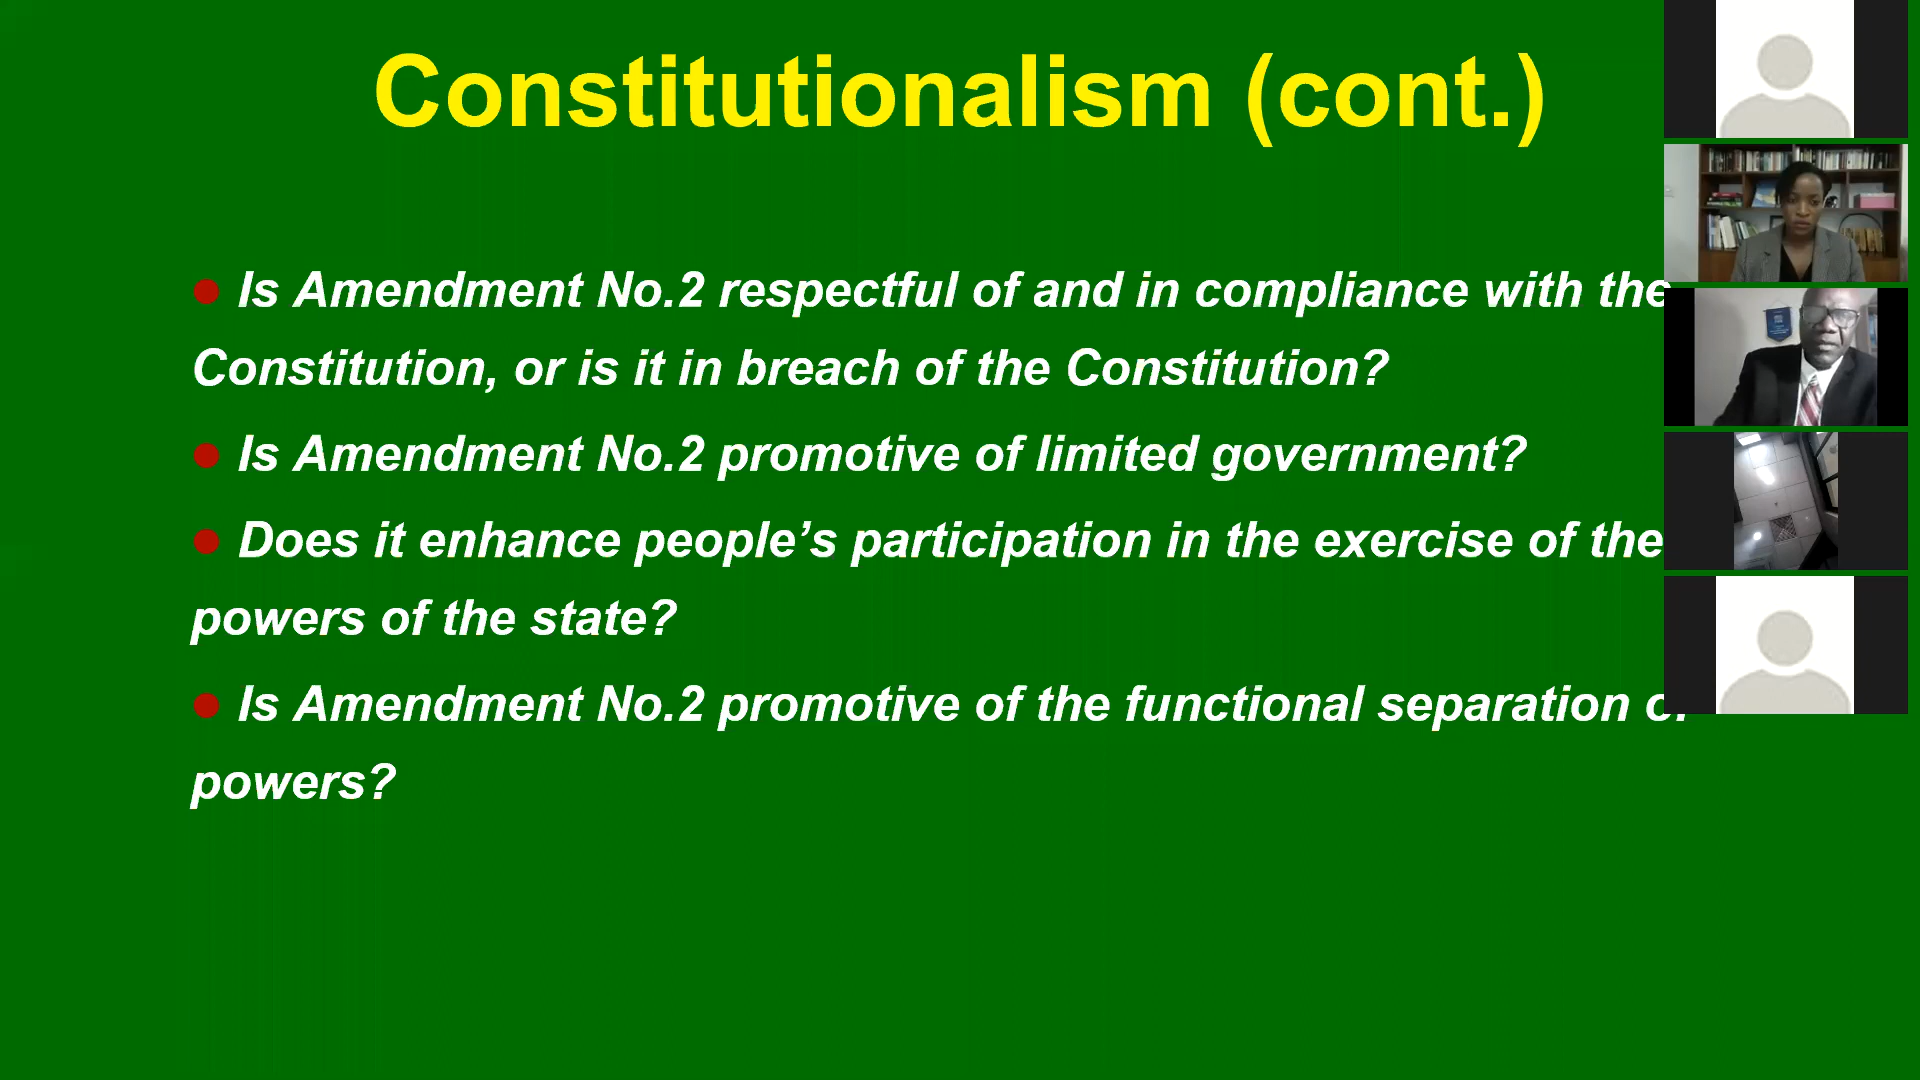 Constitutionalism (cont.)
● Is Amendment No.2 respectful of and in compliance with the
Constitution, or is it in breach of the Constitution?
● Is Amendment No.2 promotive of limited government?
● Does it enhance people’s participation in the exercise of the
powers of the state?
● Is Amendment No.2 promotive of the functional separation of
powers?